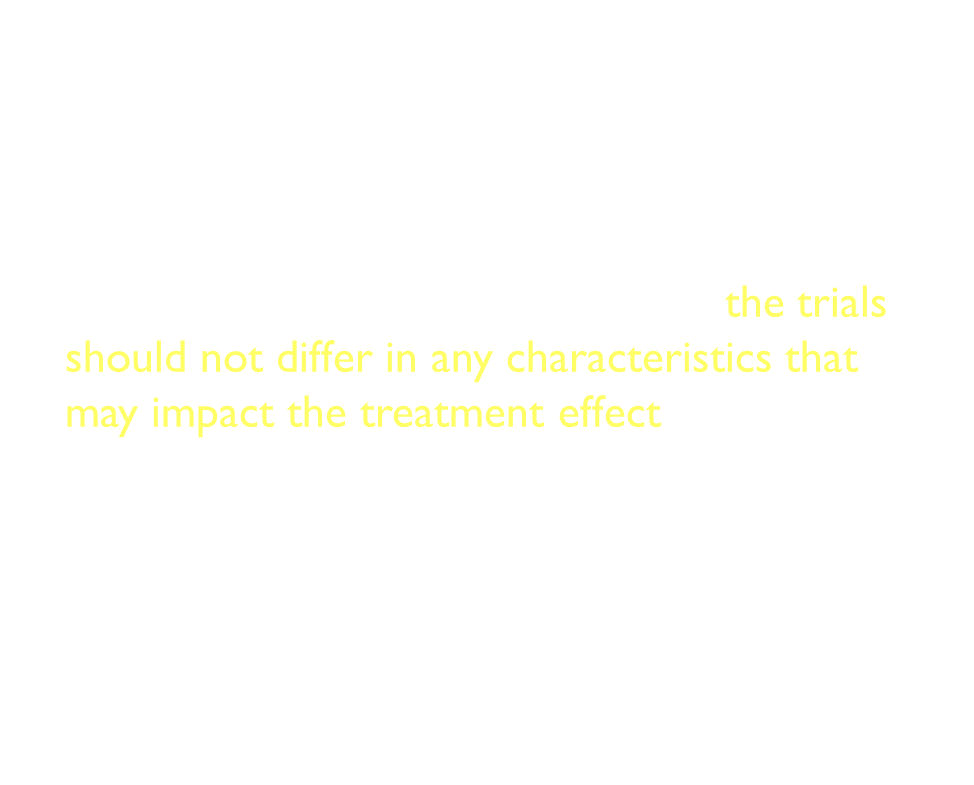 the trials
should not differ in any characteristics that
may impact the treatment effect